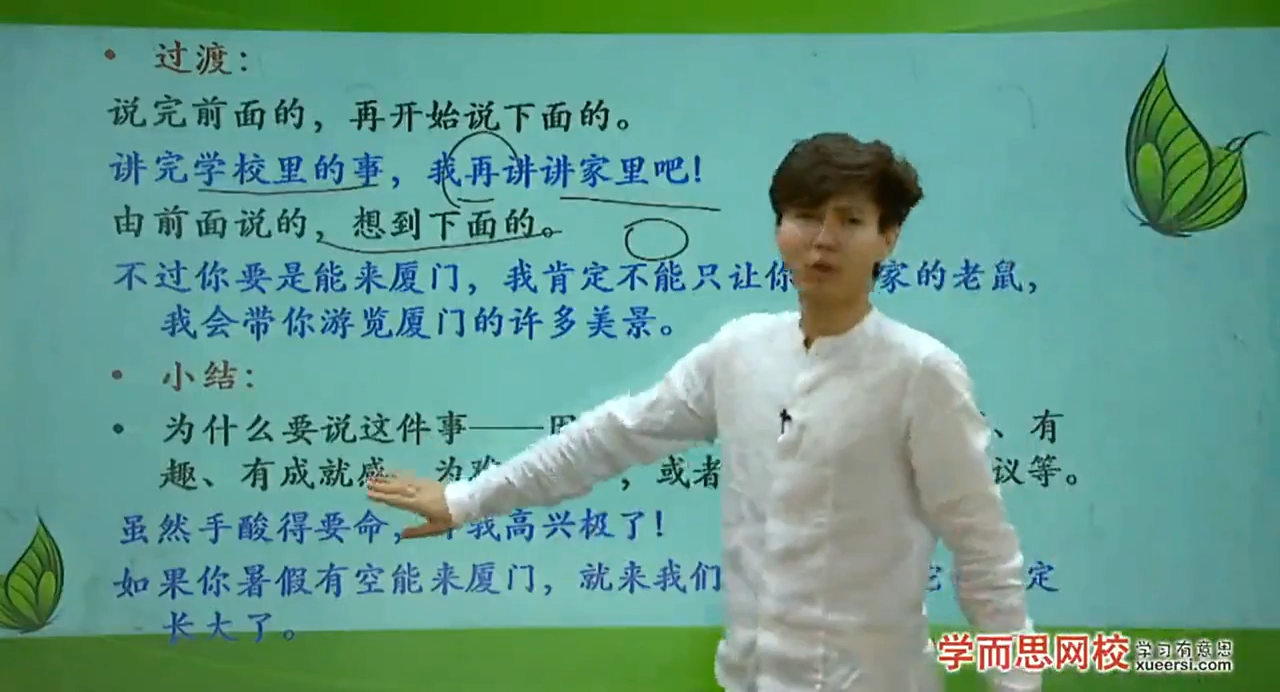 • 过渡：
说完前面的，再开始说下面的。
讲完学校里的事，我再讲讲家里吧！
由前面说的，想到下面的。
不过你要是能来厦门，我肯定不能只让你 家的老鼠，
我会带你游览厦门的许多美景。
• 小结：
• 为什么要说这件事——因 、有
趣、有成就感 为难 ，或者 议等。
虽然手酸得要命， 我高兴极了！
如果你暑假有空能来厦门，就来我们 定
长大了。
学而思网校 学习有意思
xueersi.com